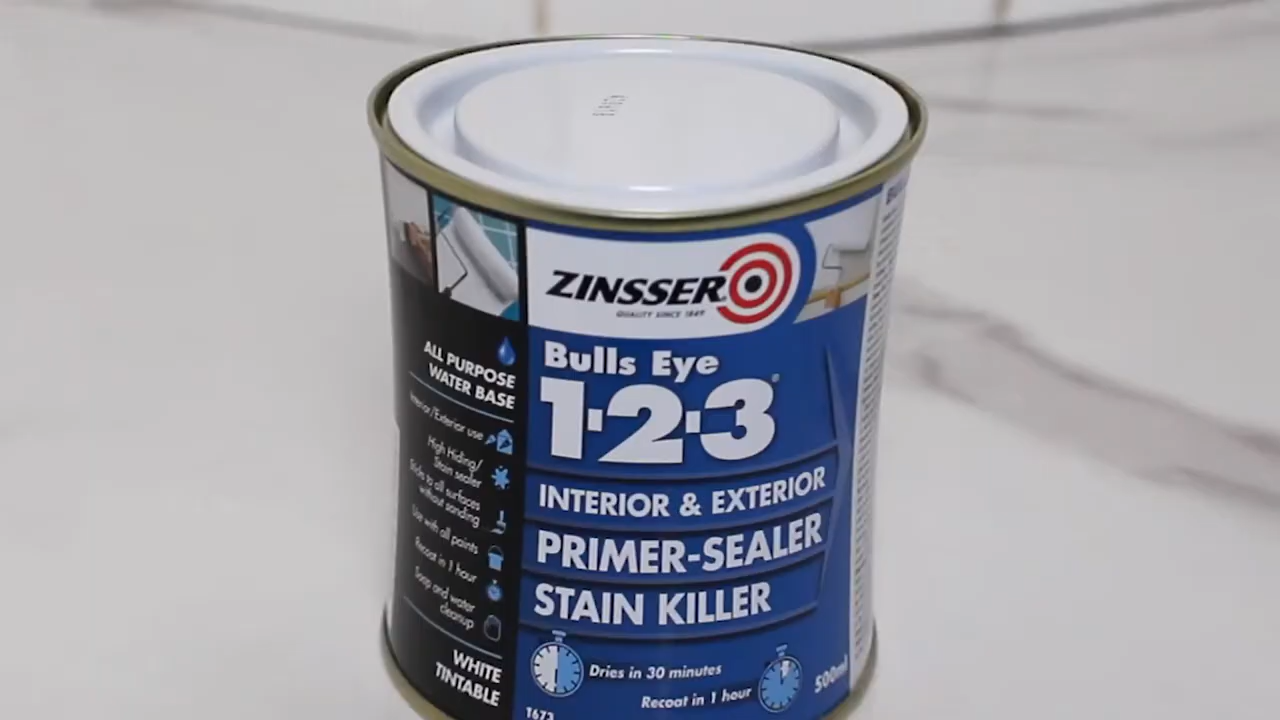 ZINSSER®
QUALITY SINCE 1849
Bulls Eye
1·2·3®
INTERIOR & EXTERIOR
PRIMER-SEALER
STAIN KILLER
Dries in 30 minutes
Recoat in 1 hour
500ml
T673
ALL PURPOSE
WATER BASE
Interior/Exterior use
High Hiding/
Stain sealer
Sticks to all surfaces
without sanding
Use with all paints
Recoat in 1 hour
Soap and water
cleanup
WHITE
TINTABLE